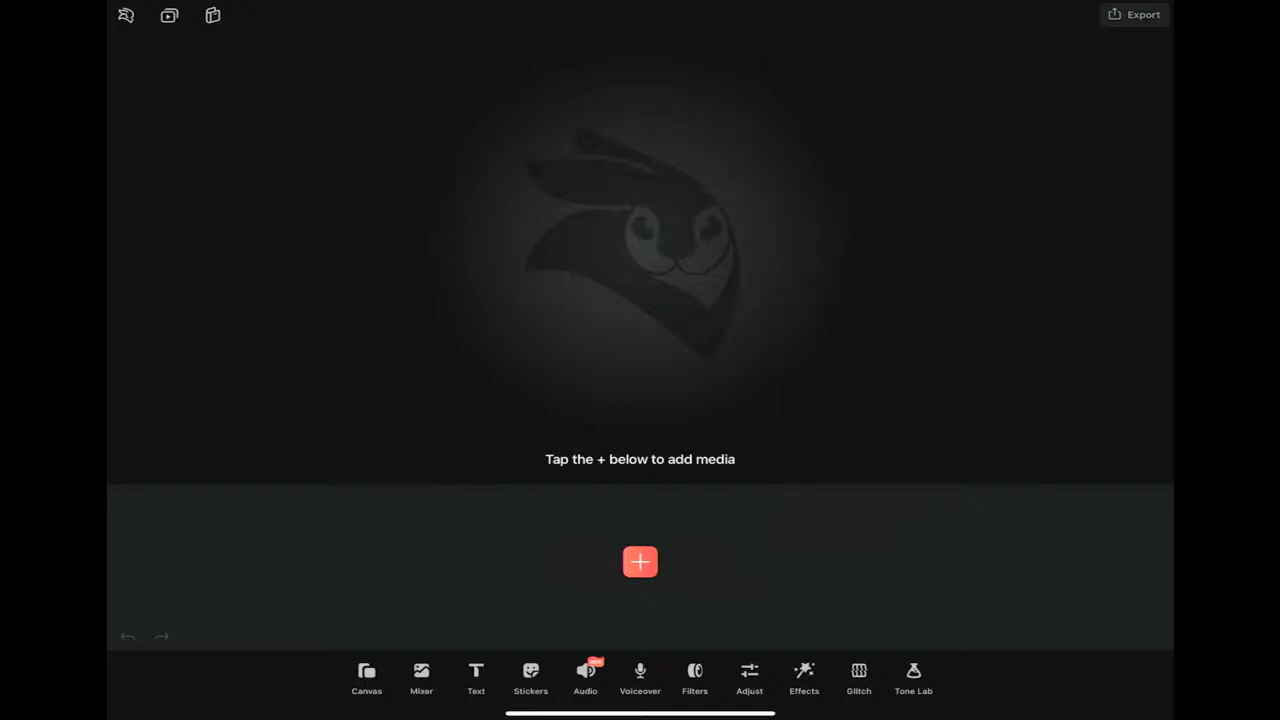 Export
Tap the + below to add media
NEW
Canvas Mixer Text Stickers Audio Voiceover Filters Adjust Effects Glitch Tone Lab